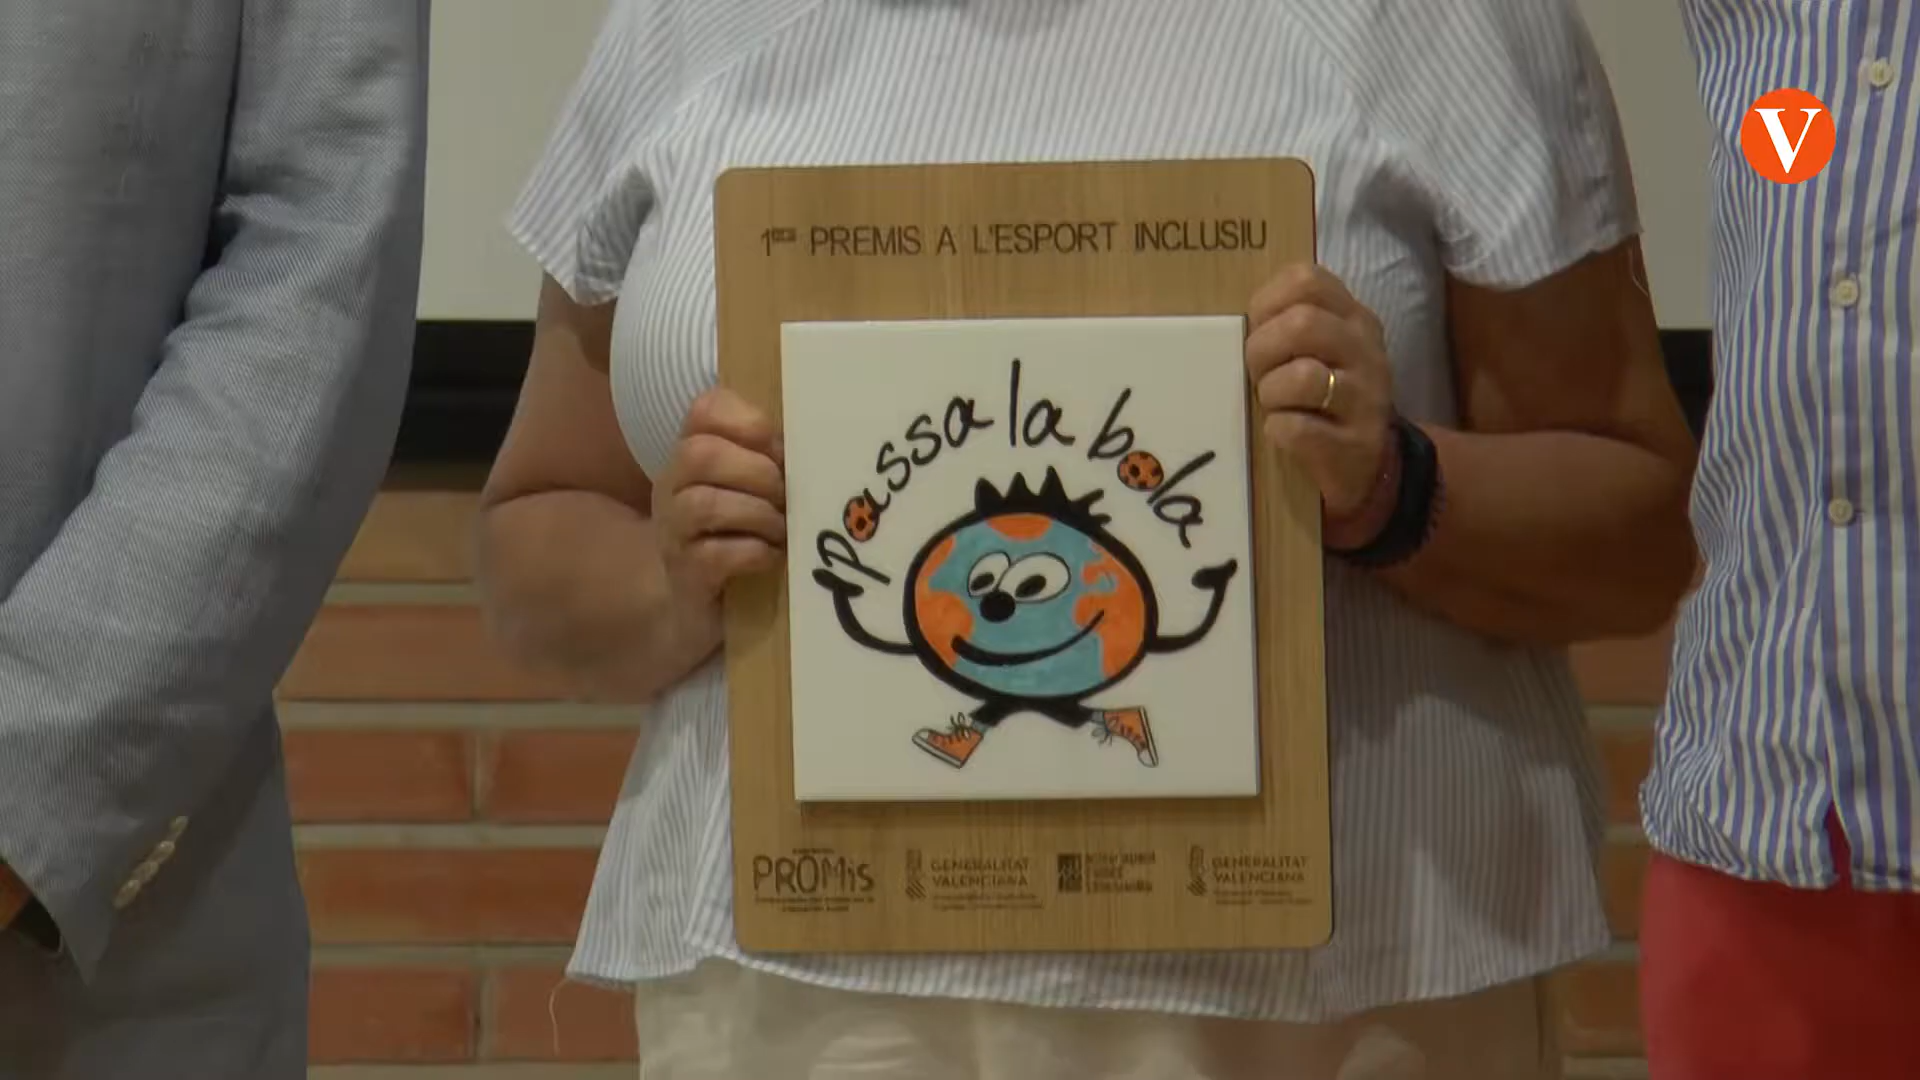 V
1ers PREMIS A L'ESPORT INCLUSIU
passa la bola
PROMis
GENERALITAT
VALENCIANA
GENERALITAT
VALENCIANA